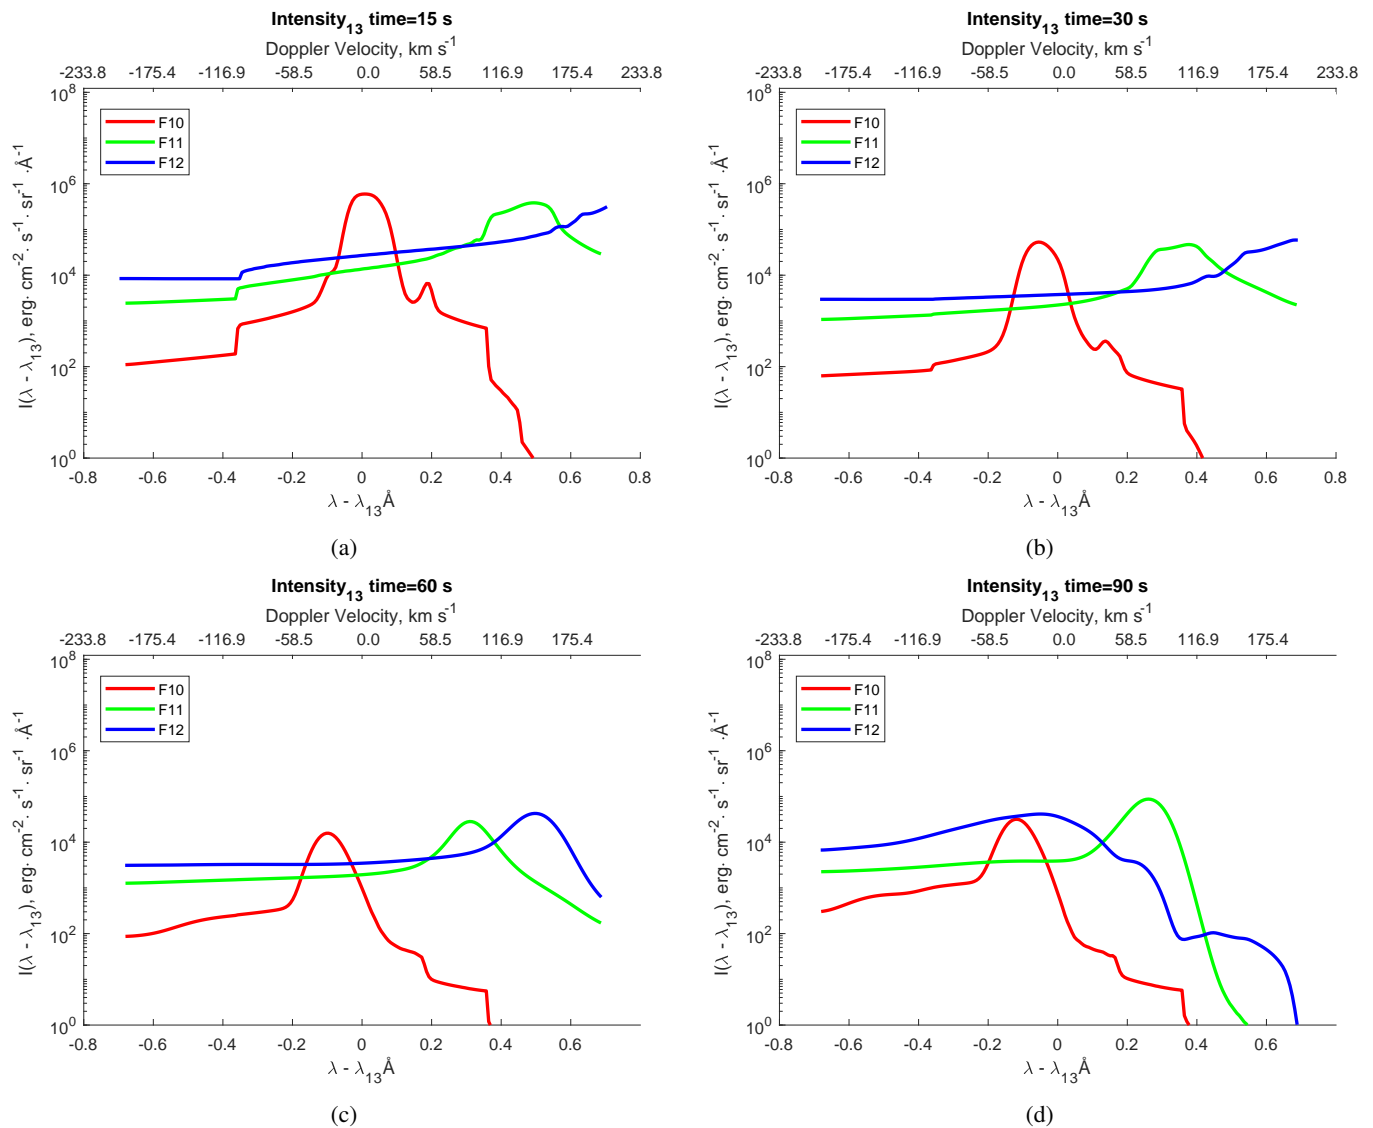 Intensity₁₃ time=15 s
Doppler Velocity, km s⁻¹
-233.8 -175.4 -116.9 -58.5 0.0 58.5 116.9 175.4 233.8
10⁸
10⁶
10⁴
10²
10⁰
I(λ - λ₁₃), erg· cm⁻²· s⁻¹· sr⁻¹ ·Å⁻¹
F10
F11
F12
-0.8 -0.6 -0.4 -0.2 0 0.2 0.4 0.6 0.8
λ - λ₁₃Å
(a)
Intensity₁₃ time=30 s
Doppler Velocity, km s⁻¹
-233.8 -175.4 -116.9 -58.5 0.0 58.5 116.9 175.4 233.8
10⁸
10⁶
10⁴
10²
10⁰
I(λ - λ₁₃), erg· cm⁻²· s⁻¹· sr⁻¹ ·Å⁻¹
F10
F11
F12
-0.8 -0.6 -0.4 -0.2 0 0.2 0.4 0.6 0.8
λ - λ₁₃Å
(b)
Intensity₁₃ time=60 s
Doppler Velocity, km s⁻¹
-233.8 -175.4 -116.9 -58.5 0.0 58.5 116.9 175.4
10⁸
10⁶
10⁴
10²
10⁰
I(λ - λ₁₃), erg· cm⁻²· s⁻¹· sr⁻¹ ·Å⁻¹
F10
F11
F12
-0.8 -0.6 -0.4 -0.2 0 0.2 0.4 0.6
λ - λ₁₃Å
(c)
Intensity₁₃ time=90 s
Doppler Velocity, km s⁻¹
-233.8 -175.4 -116.9 -58.5 0.0 58.5 116.9 175.4
10⁸
10⁶
10⁴
10²
10⁰
I(λ - λ₁₃), erg· cm⁻²· s⁻¹· sr⁻¹ ·Å⁻¹
F10
F11
F12
-0.8 -0.6 -0.4 -0.2 0 0.2 0.4 0.6
λ - λ₁₃Å
(d)